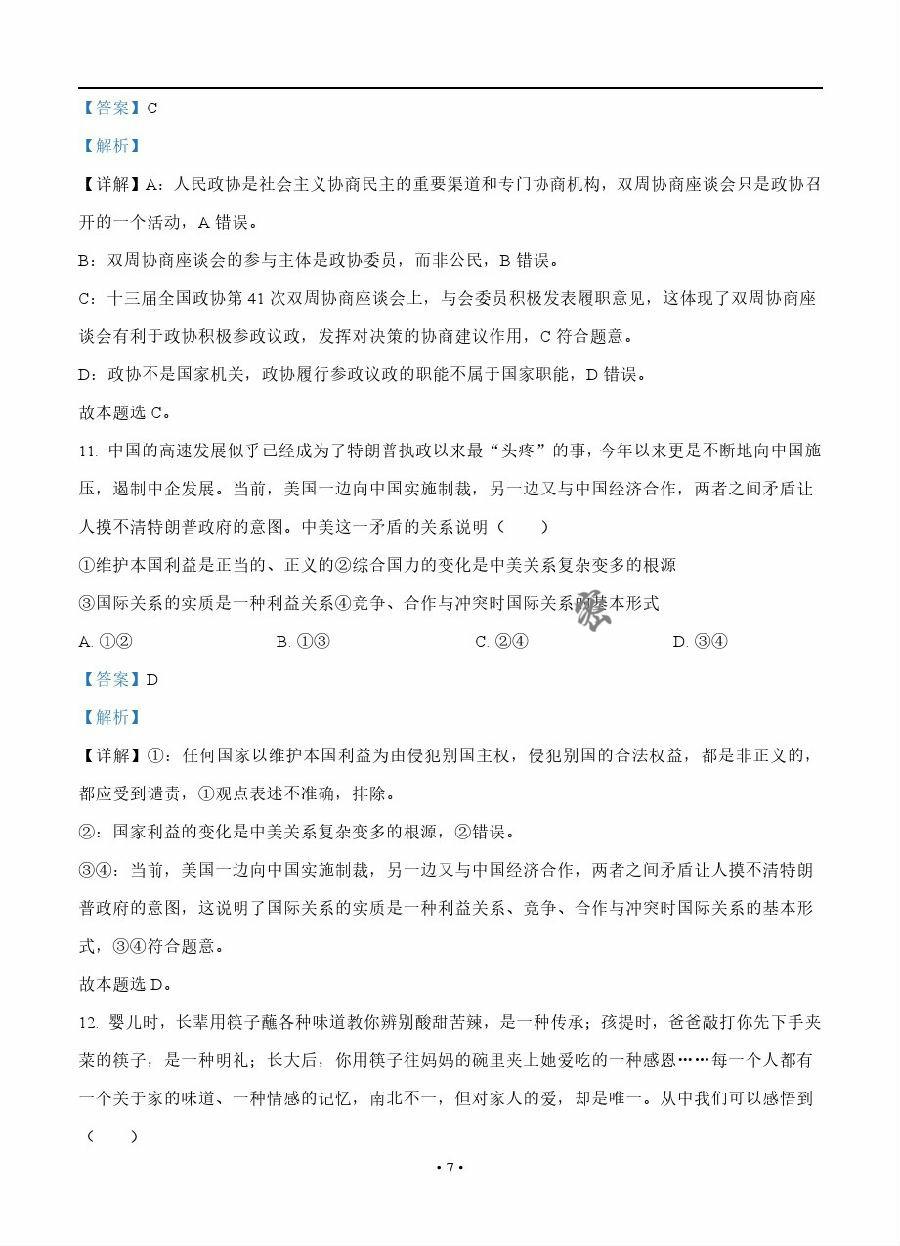 【答案】C
【解析】
【详解】A：人民政协是社会主义协商民主的重要渠道和专门协商机构，双周协商座谈会只是政协召
开的一个活动，A 错误。
B：双周协商座谈会的参与主体是政协委员，而非公民，B 错误。
C：十三届全国政协第 41 次双周协商座谈会上，与会委员积极发表履职意见，这体现了双周协商座
谈会有利于政协积极参政议政，发挥对决策的协商建议作用，C 符合题意。
D：政协不是国家机关，政协履行参政议政的职能不属于国家职能，D 错误。
故本题选 C。
11. 中国的高速发展似乎已经成为了特朗普执政以来最“头疼”的事，今年以来更是不断地向中国施
压，遏制中企发展。当前，美国一边向中国实施制裁，另一边又与中国经济合作，两者之间矛盾让
人摸不清特朗普政府的意图。中美这一矛盾的关系说明（　　）
①维护本国利益是正当的、正义的②综合国力的变化是中美关系复杂变多的根源
③国际关系的实质是一种利益关系④竞争、合作与冲突时国际关系的基本形式
A. ①② B. ①③ C. ②④ D. ③④
【答案】D
【解析】
【详解】①：任何国家以维护本国利益为由侵犯别国主权，侵犯别国的合法权益，都是非正义的，
都应受到谴责，①观点表述不准确，排除。
②：国家利益的变化是中美关系复杂变多的根源，②错误。
③④：当前，美国一边向中国实施制裁，另一边又与中国经济合作，两者之间矛盾让人摸不清特朗
普政府的意图，这说明了国际关系的实质是一种利益关系、竞争、合作与冲突时国际关系的基本形
式，③④符合题意。
故本题选 D。
12. 婴儿时，长辈用筷子蘸各种味道教你辨别酸甜苦辣，是一种传承；孩提时，爸爸敲打你先下手夹
菜的筷子，是一种明礼；长大后，你用筷子往妈妈的碗里夹上她爱吃的一种感恩……每一个人都有
一个关于家的味道、一种情感的记忆，南北不一，但对家人的爱，却是唯一。从中我们可以感悟到
（　　）
• 7 •